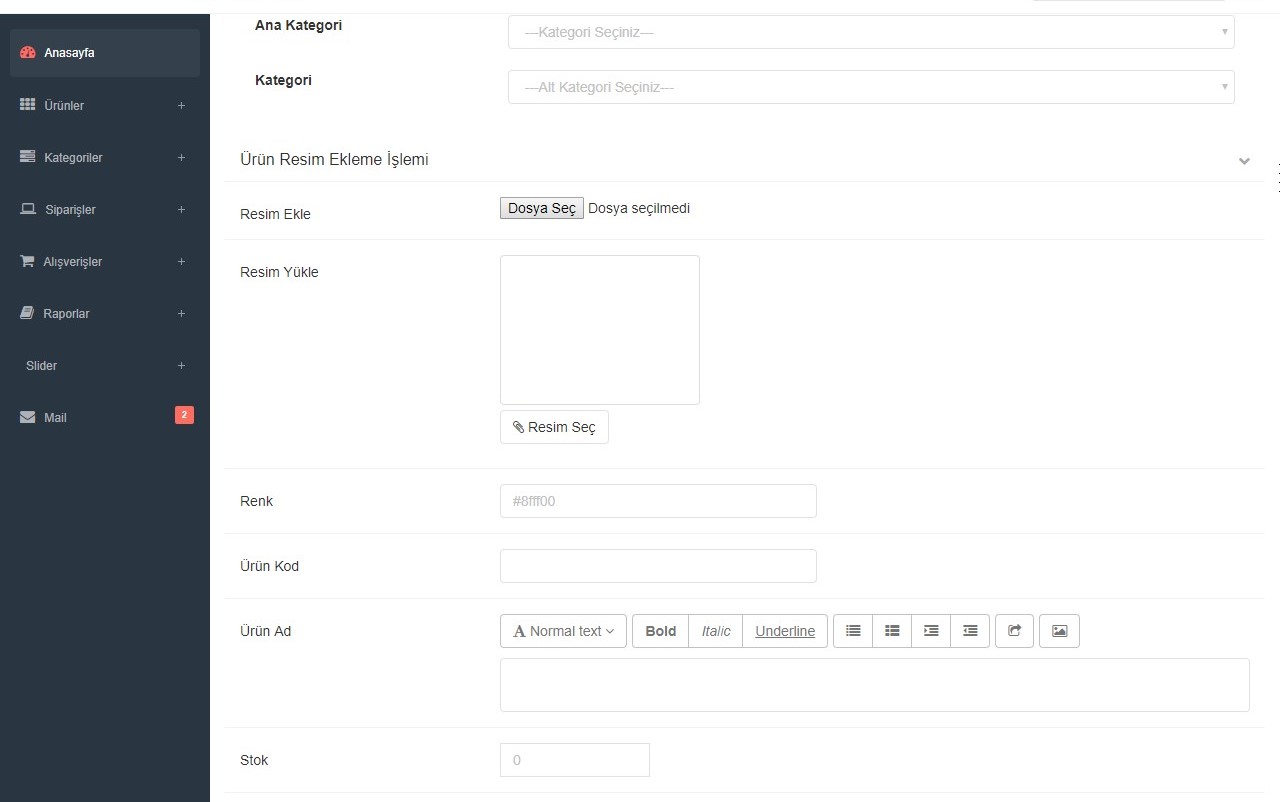 Ana Kategori
---Kategori Seçiniz---
Kategori
---Alt Kategori Seçiniz---
Anasayfa
Ürünler +
Kategoriler +
Siparişler +
Alışverişler +
Raporlar +
Slider +
Mail 2
Ürün Resim Ekleme İşlemi
Resim Ekle
Dosya Seç Dosya seçilmedi
Resim Yükle
Resim Seç
Renk
#8fff00
Ürün Kod
Ürün Ad
A Normal text Bold Italic Underline
Stok
0